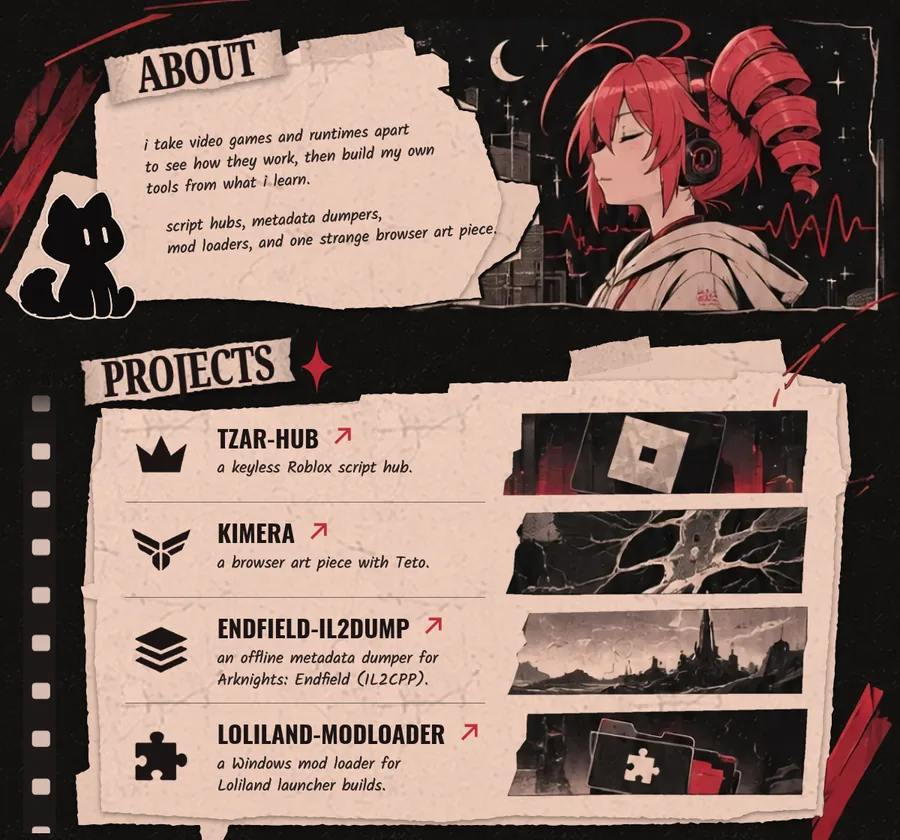 ABOUT
i take video games and runtimes apart
to see how they work, then build my own
tools from what i learn.
script hubs, metadata dumpers,
mod loaders, and one strange browser art piece.
PROJECTS
TZAR-HUB
a keyless Roblox script hub.
KIMERA
a browser art piece with Teto.
ENDFIELD-IL2DUMP
an offline metadata dumper for
Arknights: Endfield (IL2CPP).
LOLILAND-MODLOADER
a Windows mod loader for
Loliland launcher builds.